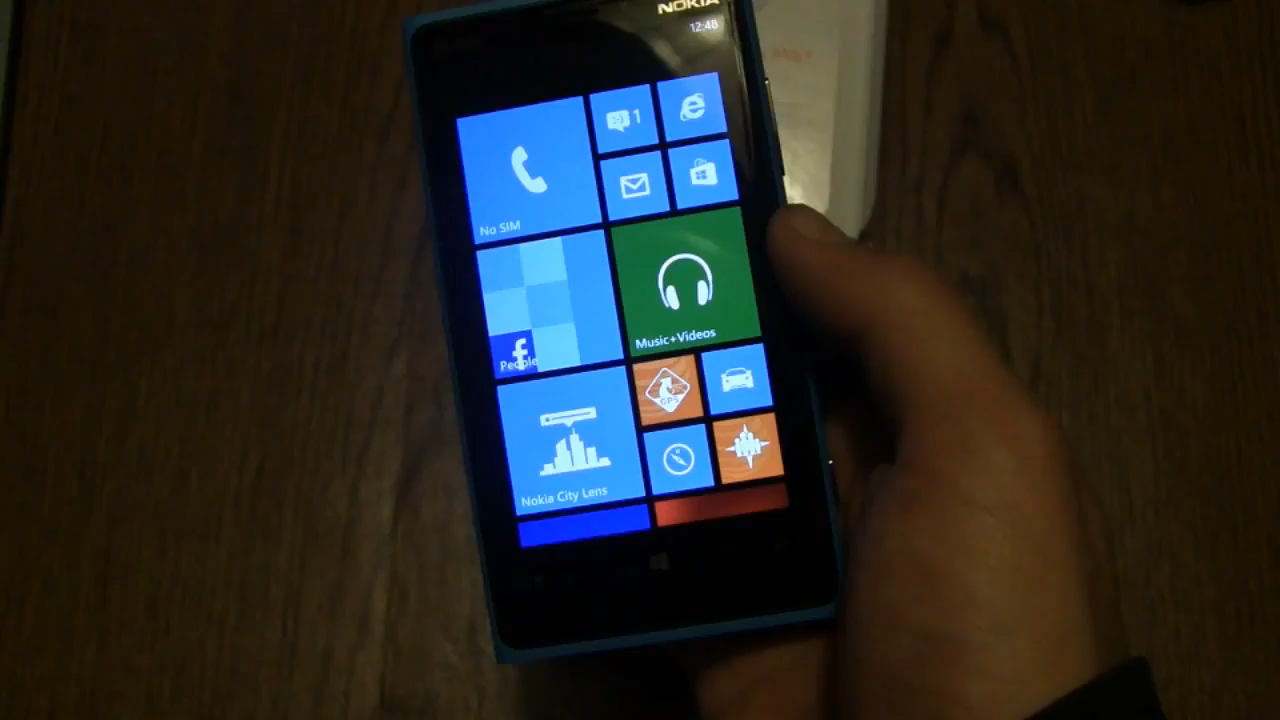 NOKIA
12:48
1
No SIM
People
Music+Videos
GPS
Nokia City Lens